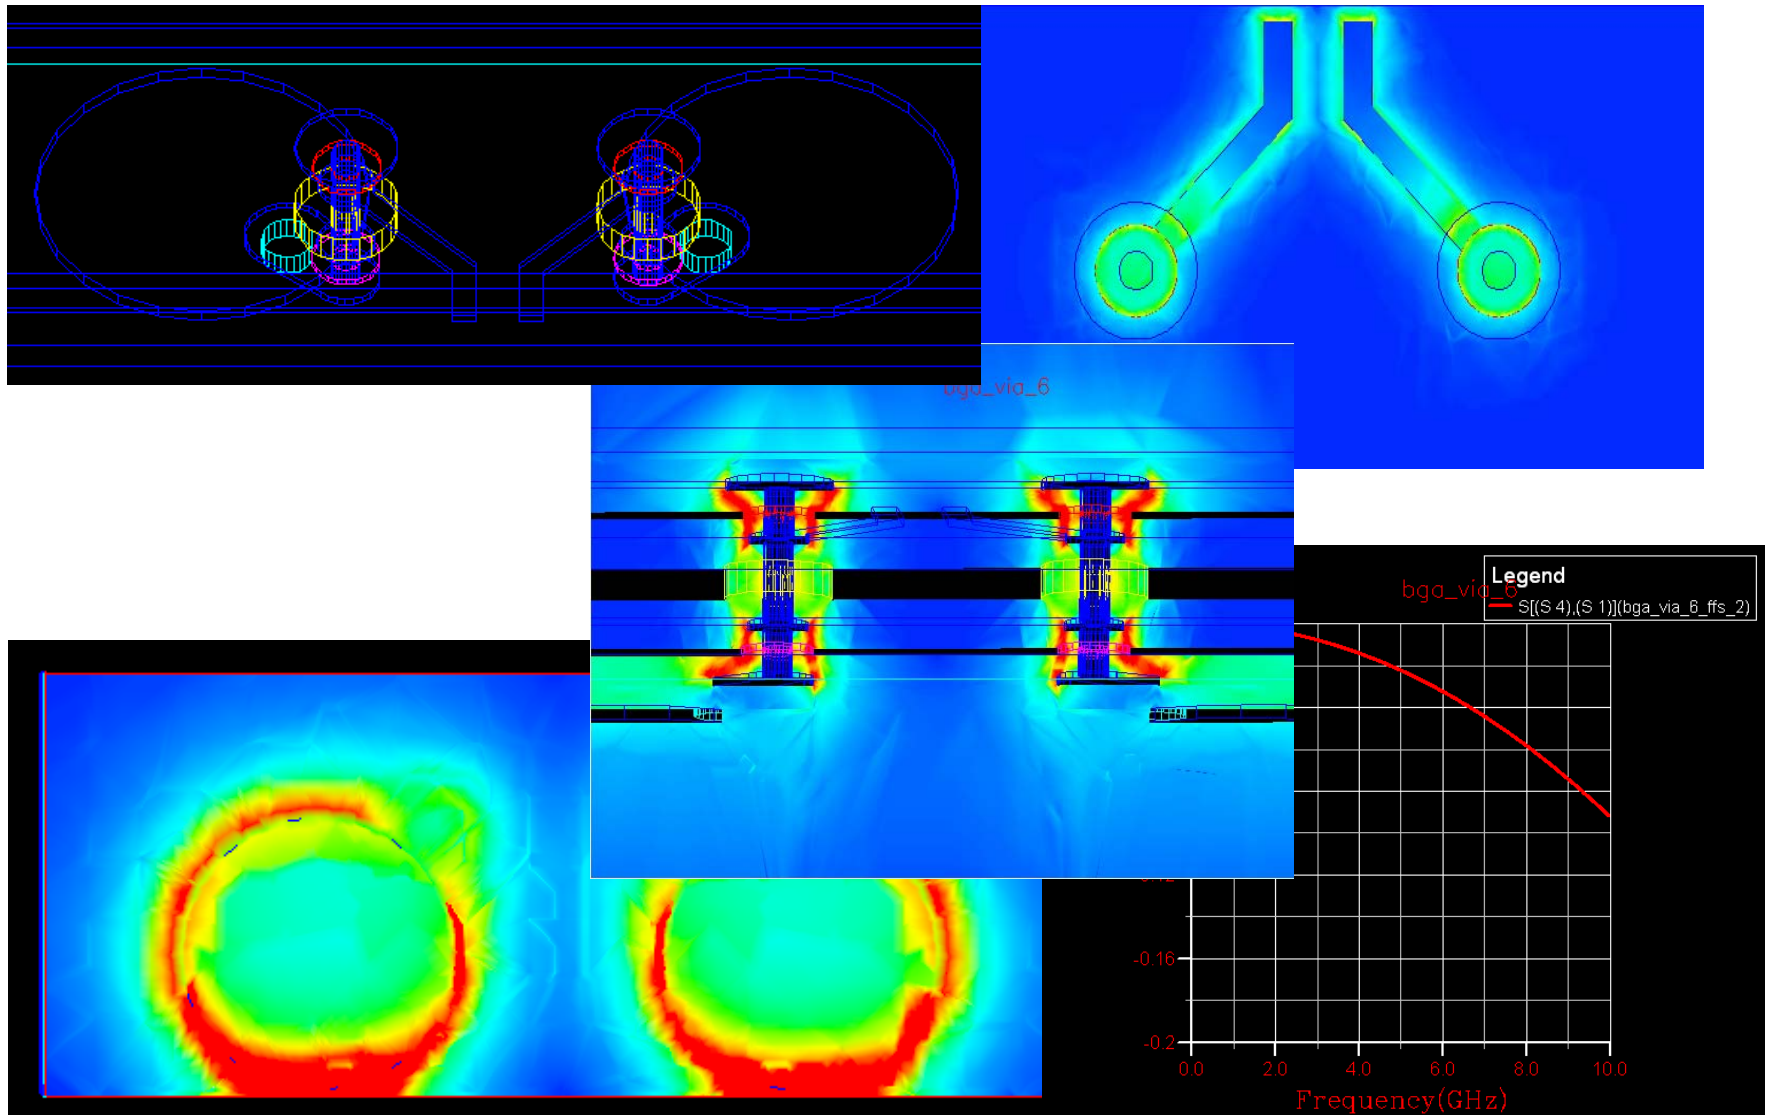 bga_via_6
Legend
bga_via_6
S[(S 4),(S 1)](bga_via_6_ffs_2)
-0.16
-0.2
0.0 2.0 4.0 6.0 8.0 10.0
Frequency(GHz)